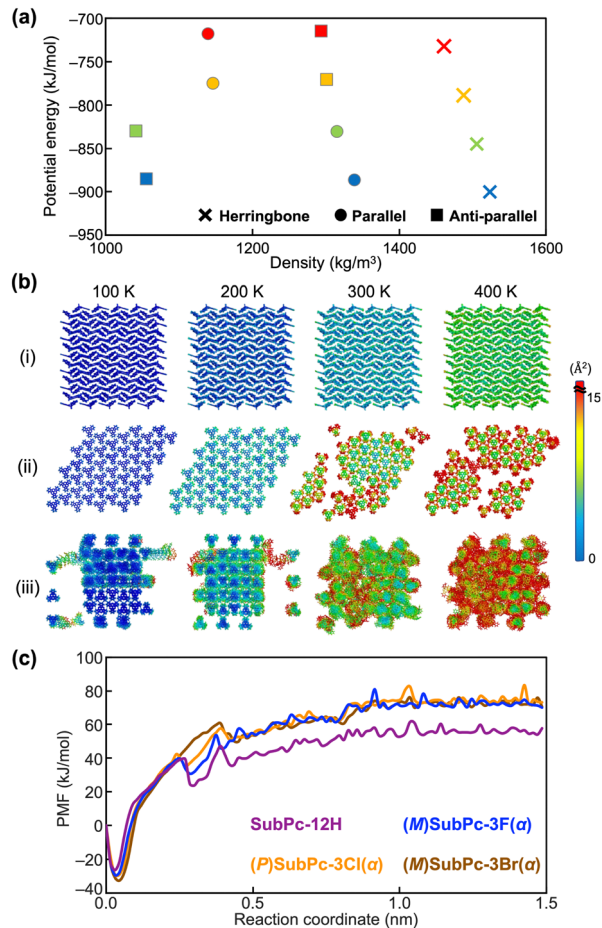 (a)
Potential energy (kJ/mol)
−700
−750
−800
−850
−900
−950
Herringbone
Parallel
Anti-parallel
1000
1200
1400
1600
Density (kg/m³)
(b)
100 K
200 K
300 K
400 K
(i)
(ii)
(iii)
(Å²)
15
0
(c)
PMF (kJ/mol)
100
80
60
40
20
0
−20
−40
SubPc-12H
(M)SubPc-3F(α)
(P)SubPc-3Cl(α)
(M)SubPc-3Br(α)
0.0
0.5
1.0
1.5
Reaction coordinate (nm)